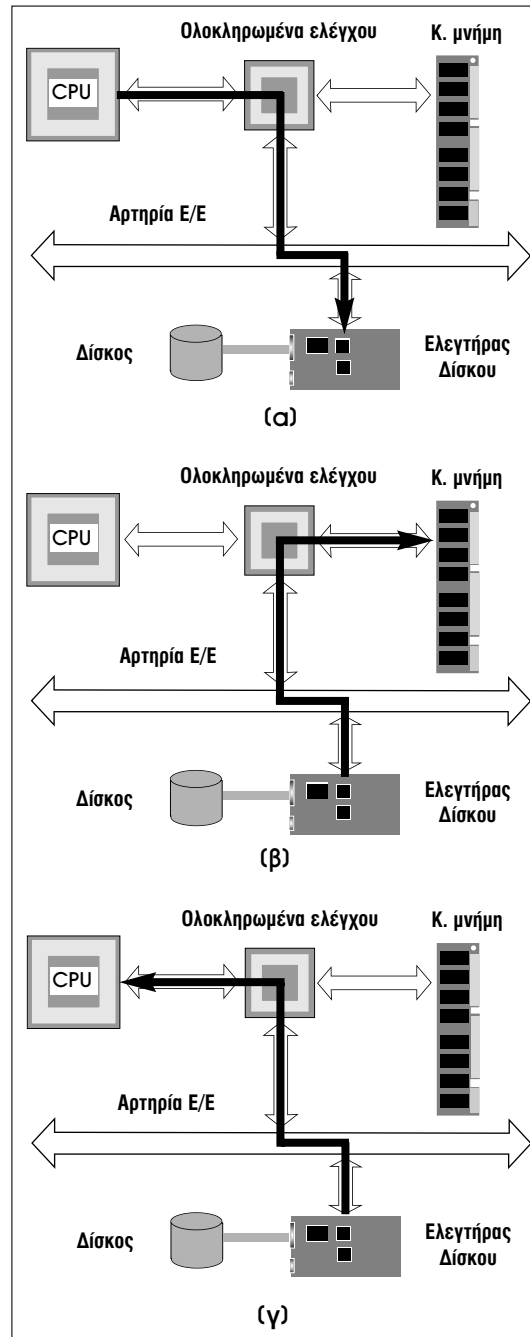 Ολοκληρωμένα ελέγχου
Κ. μνήμη
CPU
Αρτηρία Ε/Ε
Δίσκος
Ελεγτήρας
Δίσκου
(α)
Ολοκληρωμένα ελέγχου
Κ. μνήμη
CPU
Αρτηρία Ε/Ε
Δίσκος
Ελεγτήρας
Δίσκου
(β)
Ολοκληρωμένα ελέγχου
Κ. μνήμη
CPU
Αρτηρία Ε/Ε
Δίσκος
Ελεγτήρας
Δίσκου
(γ)